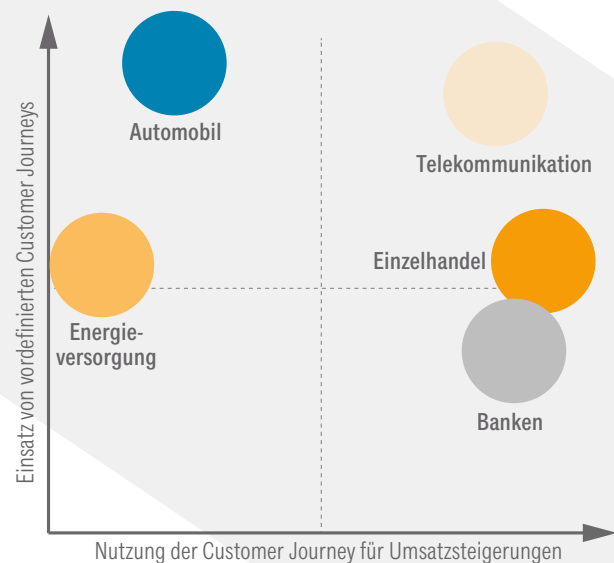 Einsatz von vordefinierten Customer Journeys
Automobil
Telekommunikation
Einzelhandel
Energie-
versorgung
Banken
Nutzung der Customer Journey für Umsatzsteigerungen